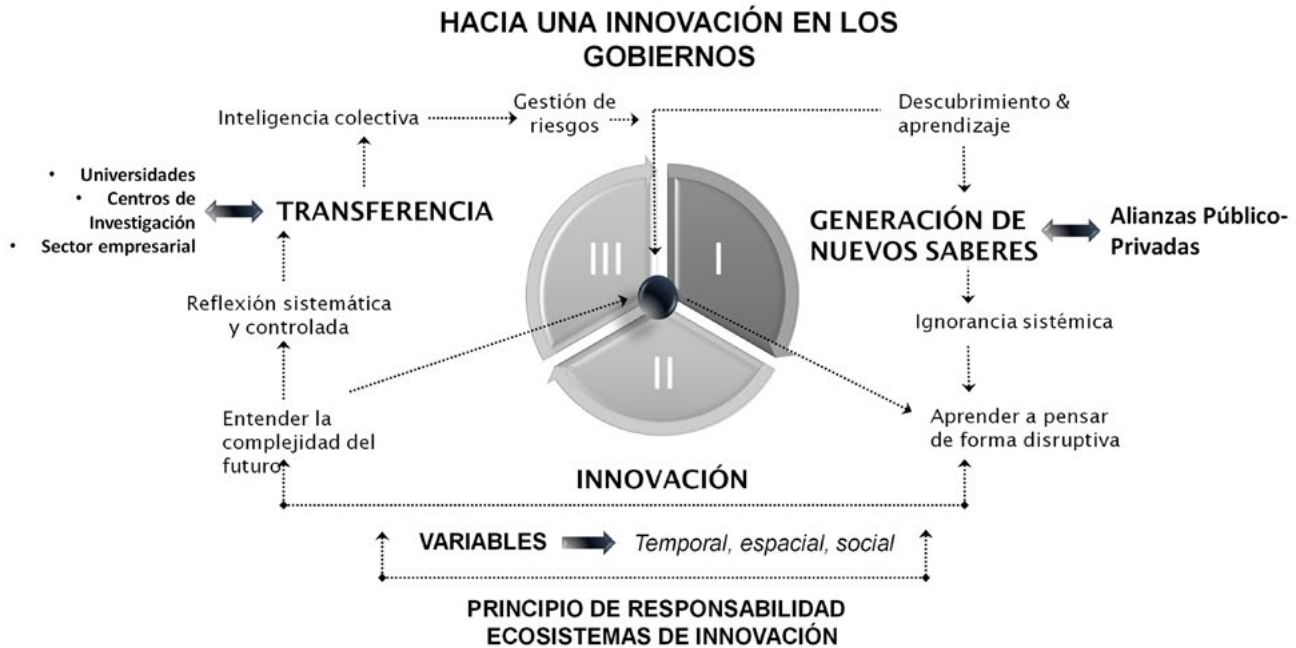 HACIA UNA INNOVACIÓN EN LOS
GOBIERNOS
Inteligencia colectiva
Gestión de
riesgos
Descubrimiento &
aprendizaje
• Universidades
• Centros de
Investigación
• Sector empresarial
TRANSFERENCIA
III
I
II
GENERACIÓN DE
NUEVOS SABERES
Alianzas Público-
Privadas
Reflexión sistemática
y controlada
Ignorancia sistémica
Entender la
complejidad del
futuro
Aprender a pensar
de forma disruptiva
INNOVACIÓN
VARIABLES
Temporal, espacial, social
PRINCIPIO DE RESPONSABILIDAD
ECOSISTEMAS DE INNOVACIÓN